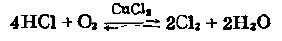 CuCl₂
4HCl + O₂ ⇌ 2Cl₂ + 2H₂O